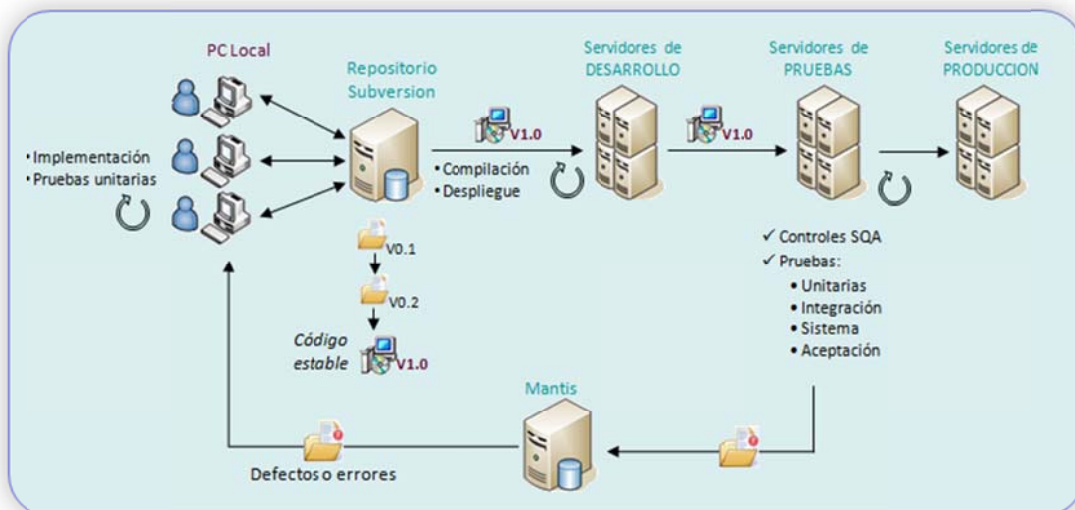 PC Local
• Implementación
• Pruebas unitarias
Repositorio
Subversion
V0.1
V0.2
Código
estable
V1.0
V1.0
• Compilación
• Despliegue
Servidores de
DESARROLLO
V1.0
Servidores de
PRUEBAS
Servidores de
PRODUCCION
✓ Controles SQA
✓ Pruebas:
• Unitarias
• Integración
• Sistema
• Aceptación
Mantis
Defectos o errores